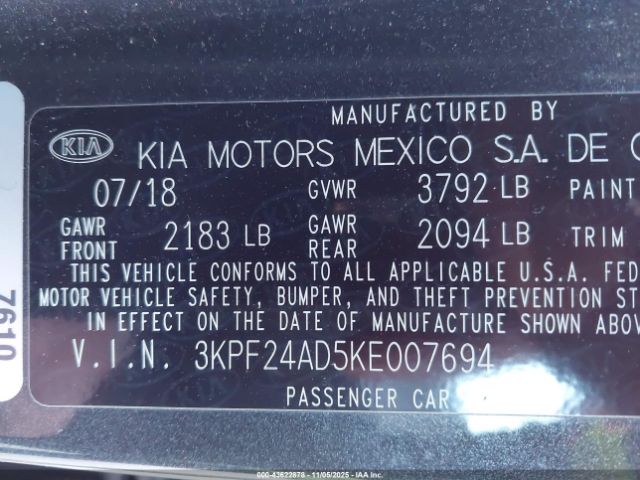 MANUFACTURED BY
KIA KIA MOTORS MEXICO S.A. DE C
07/18 GVWR 3792 LB PAINT
GAWR FRONT 2183 LB GAWR REAR 2094 LB TRIM
THIS VEHICLE CONFORMS TO ALL APPLICABLE U.S.A. FED
MOTOR VEHICLE SAFETY, BUMPER, AND THEFT PREVENTION ST
IN EFFECT ON THE DATE OF MANUFACTURE SHOWN ABOV
V.I.N. 3KPF24AD5KE007694
PASSENGER CAR
7610
000-43622878 - 11/05/2025 - IAA Inc.